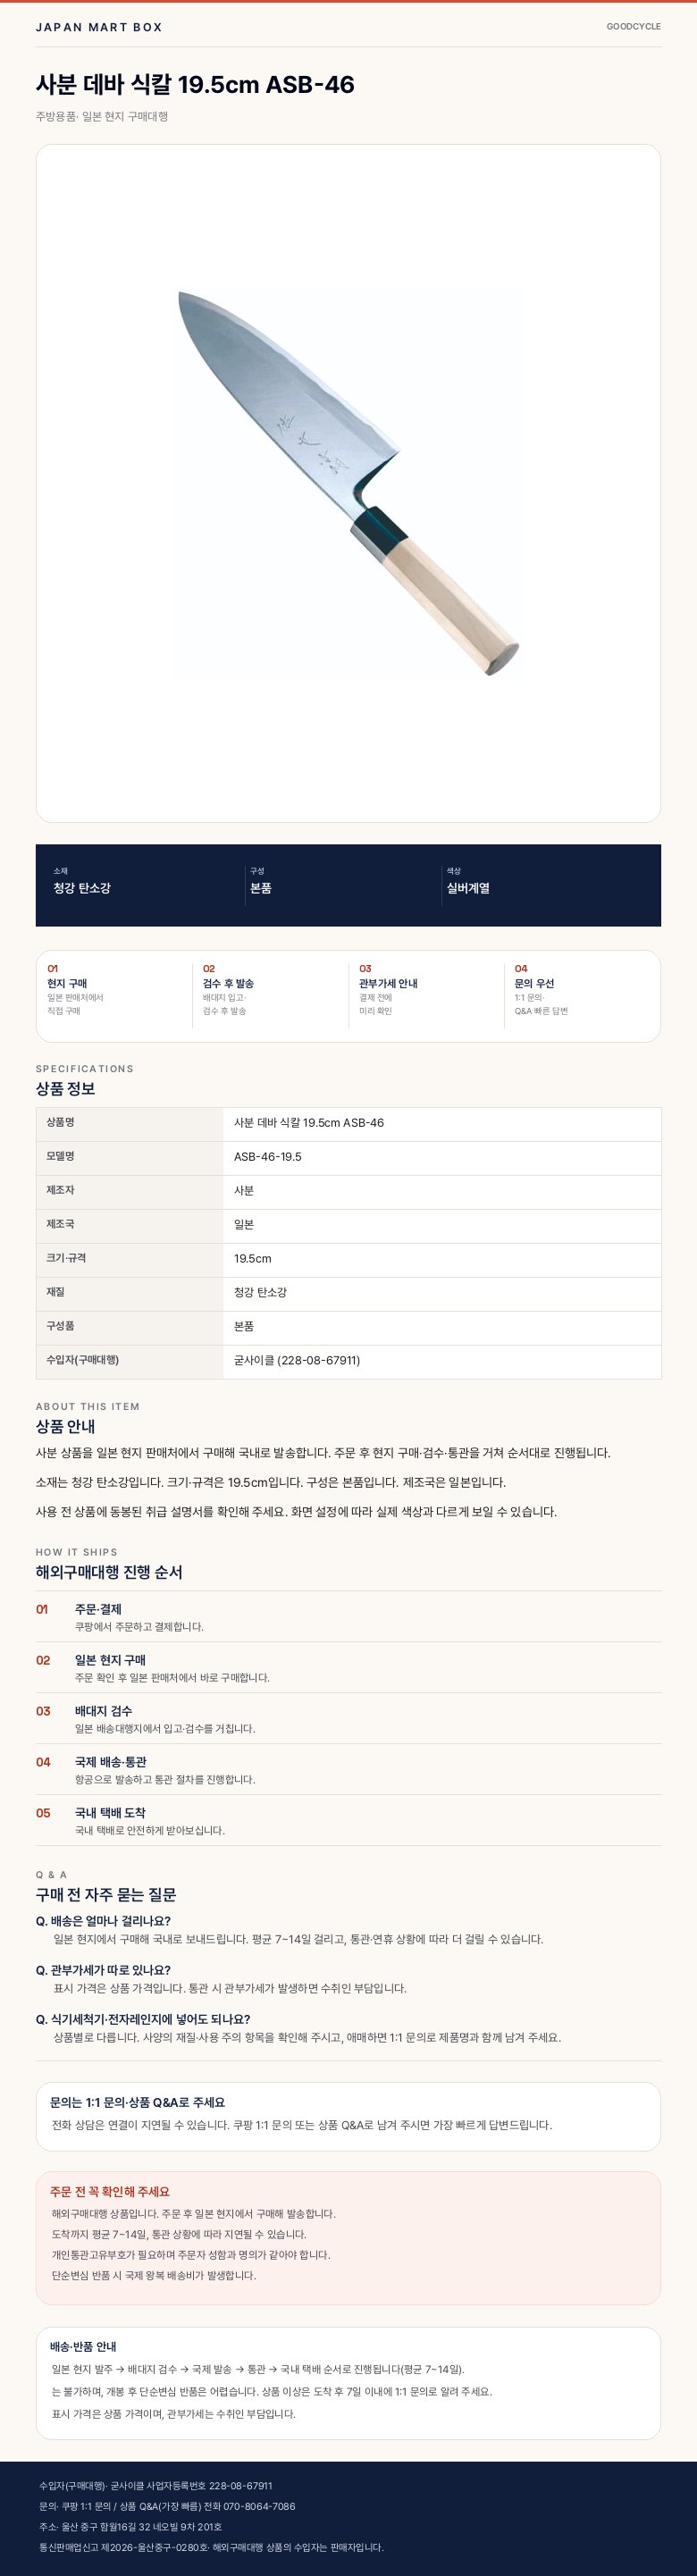 JAPAN MART BOX
GOODCYCLE
사분 데바 식칼 19.5cm ASB-46
주방용품· 일본 현지 구매대행
소재
청강 탄소강
구성
본품
색상
실버계열
01
현지 구매
일본 판매처에서
직접 구매
02
검수 후 발송
배대지 입고·
검수 후 발송
03
관부가세 안내
결제 전에
미리 확인
04
문의 우선
1:1 문의·
Q&A 빠른 답변
SPECIFICATIONS
상품 정보
상품명 사분 데바 식칼 19.5cm ASB-46
모델명 ASB-46-19.5
제조자 사분
제조국 일본
크기·규격 19.5cm
재질 청강 탄소강
구성품 본품
수입자(구매대행) 굳사이클 (228-08-67911)
ABOUT THIS ITEM
상품 안내
사분 상품을 일본 현지 판매처에서 구매해 국내로 발송합니다. 주문 후 현지 구매·검수·통관을 거쳐 순서대로 진행됩니다.
소재는 청강 탄소강입니다. 크기·규격은 19.5cm입니다. 구성은 본품입니다. 제조국은 일본입니다.
사용 전 상품에 동봉된 취급 설명서를 확인해 주세요. 화면 설정에 따라 실제 색상과 다르게 보일 수 있습니다.
HOW IT SHIPS
해외구매대행 진행 순서
01 주문·결제
쿠팡에서 주문하고 결제합니다.
02 일본 현지 구매
주문 확인 후 일본 판매처에서 바로 구매합니다.
03 배대지 검수
일본 배송대행지에서 입고·검수를 거칩니다.
04 국제 배송·통관
항공으로 발송하고 통관 절차를 진행합니다.
05 국내 택배 도착
국내 택배로 안전하게 받아보십니다.
Q & A
구매 전 자주 묻는 질문
Q. 배송은 얼마나 걸리나요?
일본 현지에서 구매해 국내로 보내드립니다. 평균 7~14일 걸리고, 통관·연휴 상황에 따라 더 걸릴 수 있습니다.
Q. 관부가세가 따로 있나요?
표시 가격은 상품 가격입니다. 통관 시 관부가세가 발생하면 수취인 부담입니다.
Q. 식기세척기·전자레인지에 넣어도 되나요?
상품별로 다릅니다. 사양의 재질·사용 주의 항목을 확인해 주시고, 애매하면 1:1 문의로 제품명과 함께 남겨 주세요.
문의는 1:1 문의·상품 Q&A로 주세요
전화 상담은 연결이 지연될 수 있습니다. 쿠팡 1:1 문의 또는 상품 Q&A로 남겨 주시면 가장 빠르게 답변드립니다.
주문 전 꼭 확인해 주세요
해외구매대행 상품입니다. 주문 후 일본 현지에서 구매해 발송합니다.
도착까지 평균 7~14일, 통관 상황에 따라 지연될 수 있습니다.
개인통관고유부호가 필요하며 주문자 성함과 명의가 같아야 합니다.
단순변심 반품 시 국제 왕복 배송비가 발생합니다.
배송·반품 안내
일본 현지 발주 → 배대지 검수 → 국제 발송 → 통관 → 국내 택배 순서로 진행됩니다(평균 7~14일).
는 불가하며, 개봉 후 단순변심 반품은 어렵습니다. 상품 이상은 도착 후 7일 이내에 1:1 문의로 알려 주세요.
표시 가격은 상품 가격이며, 관부가세는 수취인 부담입니다.
수입자(구매대행)· 굳사이클 사업자등록번호 228-08-67911
문의· 쿠팡 1:1 문의 / 상품 Q&A(가장 빠름) 전화 070-8064-7086
주소· 울산 중구 함월16길 32 네오빌 9차 201호
통신판매업신고 제2026-울산중구-0280호· 해외구매대행 상품의 수입자는 판매자입니다.